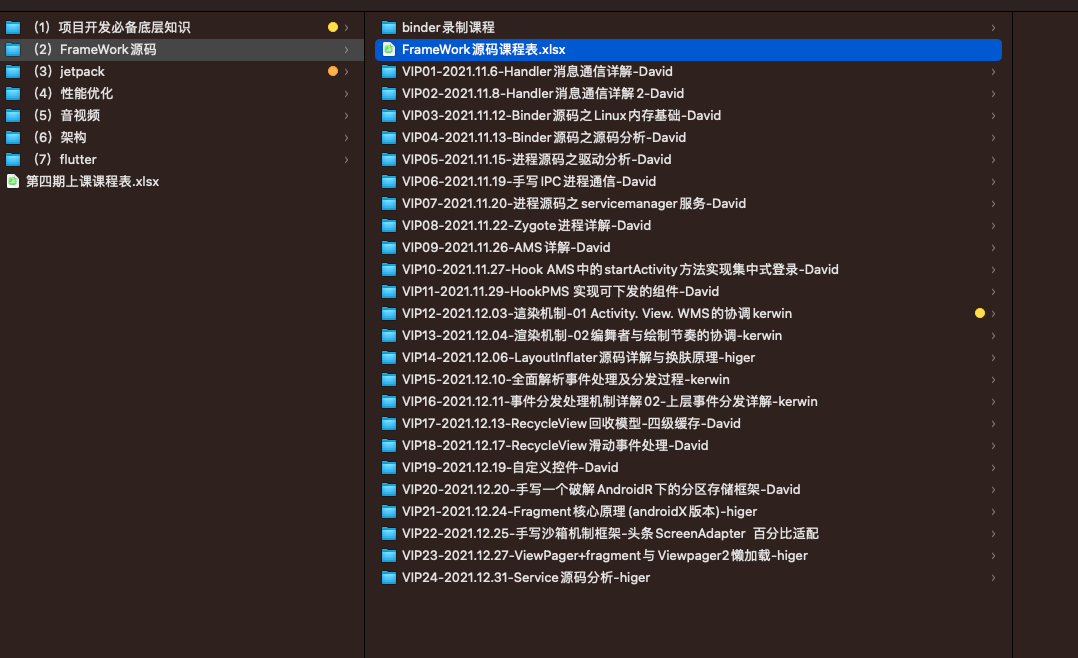 （1）项目开发必备底层知识
（2）FrameWork源码
（3）jetpack
（4）性能优化
（5）音视频
（6）架构
（7）flutter
第四期上课课程表.xlsx
binder录制课程
FrameWork源码课程表.xlsx
VIP01-2021.11.6-Handler消息通信详解-David
VIP02-2021.11.8-Handler消息通信详解2-David
VIP03-2021.11.12-Binder源码之Linux内存基础-David
VIP04-2021.11.13-Binder源码之源码分析-David
VIP05-2021.11.15-进程源码之驱动分析-David
VIP06-2021.11.19-手写IPC进程通信-David
VIP07-2021.11.20-进程源码之servicemanager服务-David
VIP08-2021.11.22-Zygote进程详解-David
VIP09-2021.11.26-AMS详解-David
VIP10-2021.11.27-Hook AMS中的startActivity方法实现集中式登录-David
VIP11-2021.11.29-HookPMS 实现可下发的组件-David
VIP12-2021.12.03-渲染机制-01 Activity. View. WMS的协调kerwin
VIP13-2021.12.04-渲染机制-02编舞者与绘制节奏的协调-kerwin
VIP14-2021.12.06-LayoutInflater源码详解与换肤原理-higer
VIP15-2021.12.10-全面解析事件处理及分发过程-kerwin
VIP16-2021.12.11-事件分发处理机制详解02-上层事件分发详解-kerwin
VIP17-2021.12.13-RecycleView回收模型-四级缓存-David
VIP18-2021.12.17-RecycleView滑动事件处理-David
VIP19-2021.12.19-自定义控件-David
VIP20-2021.12.20-手写一个破解AndroidR下的分区存储框架-David
VIP21-2021.12.24-Fragment核心原理(androidX版本)-higer
VIP22-2021.12.25-手写沙箱机制框架-头条ScreenAdapter 百分比适配
VIP23-2021.12.27-ViewPager+fragment与Viewpager2懒加载-higer
VIP24-2021.12.31-Service源码分析-higer